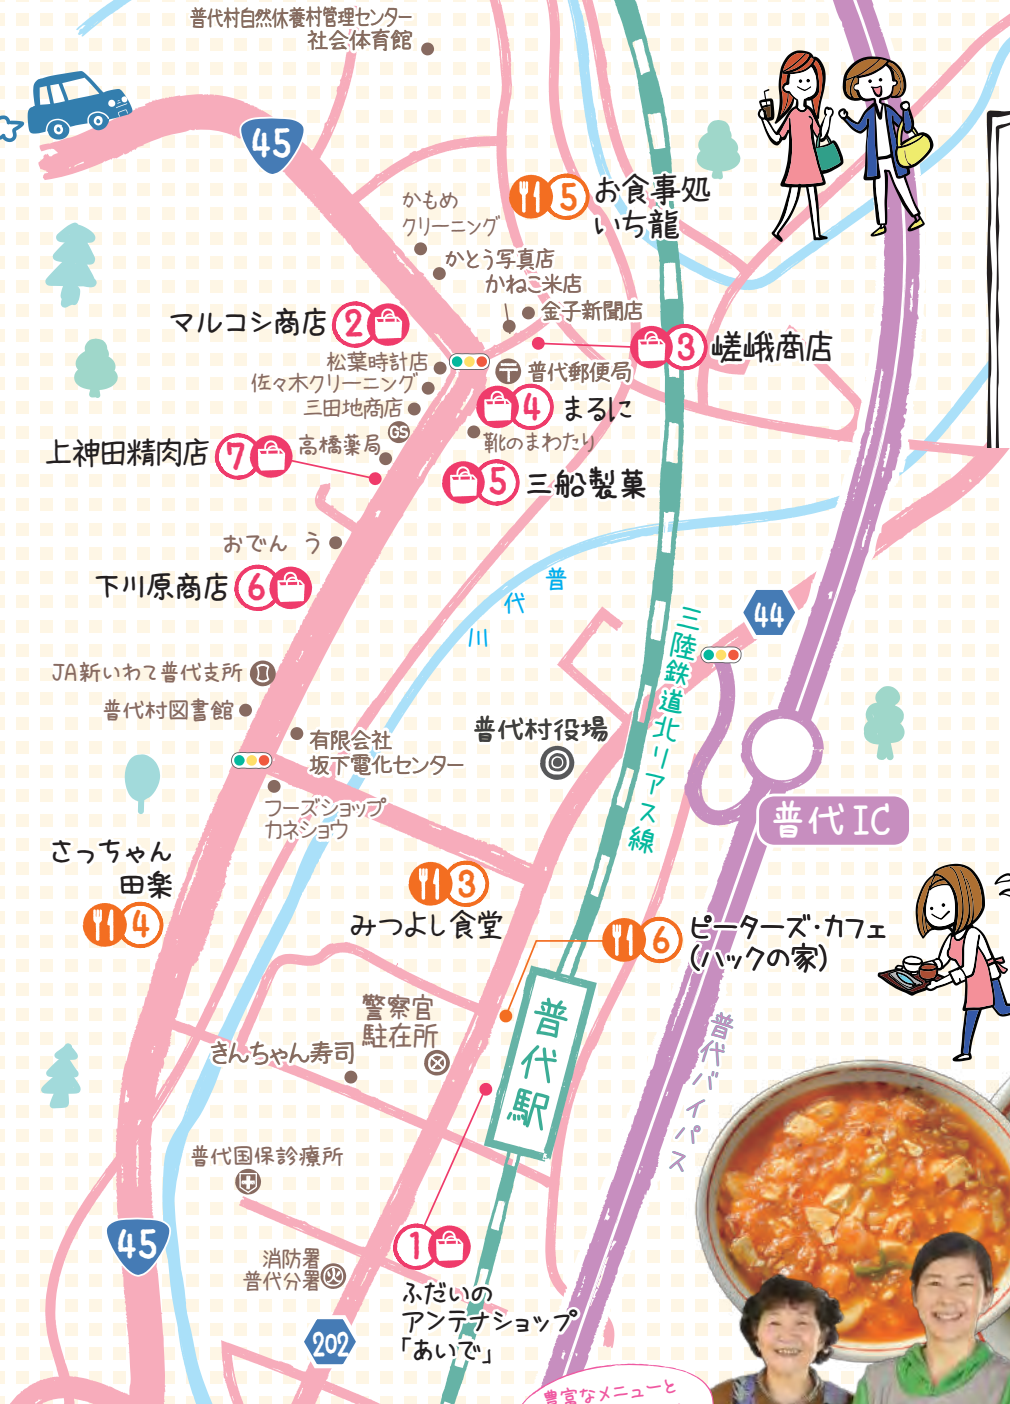 普代村自然休養村管理センター
社会体育館
45
かもめ
クリーニング
5
お食事処
いち龍
かとう写真店
かねこ米店
金子新聞店
マルコシ商店
2
3
嵯峨商店
松葉時計店
佐々木クリーニング
三田地商店
普代郵便局
4
まるに
GS
高橋薬局
靴のまわたり
上神田精肉店
7
5
三船製菓
おでん う
下川原商店
6
普代川
44
三陸鉄道北リアス線
JA新いわて普代支所
普代村図書館
有限会社
坂下電化センター
普代村役場
フーズショップ
カネショウ
普代IC
さっちゃん
田楽
4
3
みつよし食堂
6
ピーターズ・カフェ
(ハックの家)
普代駅
警察官
駐在所
きんちゃん寿司
普代バイパス
普代国保診療所
45
1
消防署
普代分署
ふだいの
アンテナショップ
「あいで」
202
豊富なメニューと